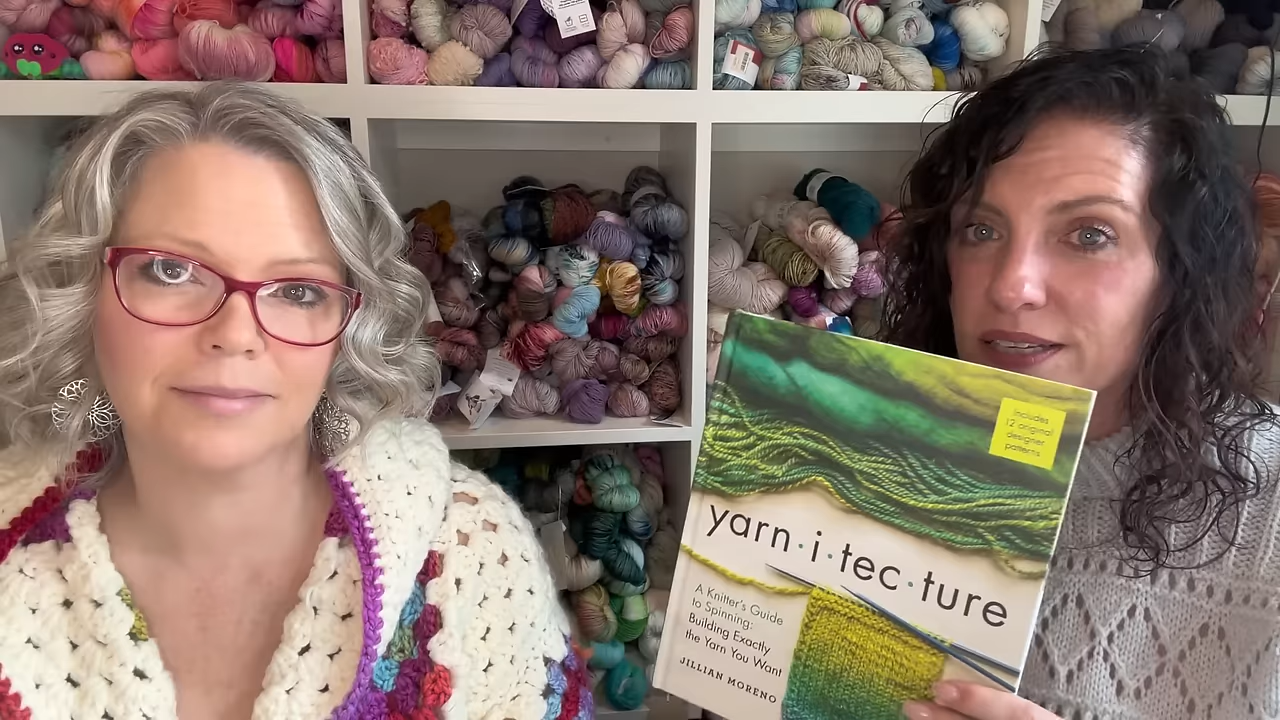 Includes
12 original
designer
patterns
yarn·i·tec·ture
A Knitter's Guide
to Spinning:
Building Exactly
the Yarn You Want
JILLIAN MORENO